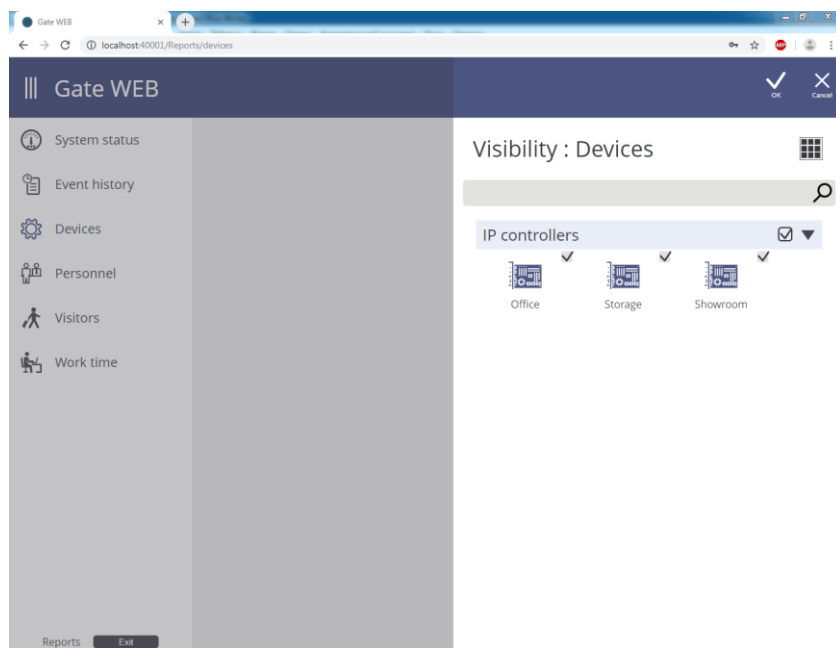 Gate WEB
localhost:40001/Reports/devices
ABP
Gate WEB
OK
Cancel
System status
Event history
Devices
Personnel
Visitors
Work time
Visibility : Devices
IP controllers
Office
Storage
Showroom
Reports
Exit